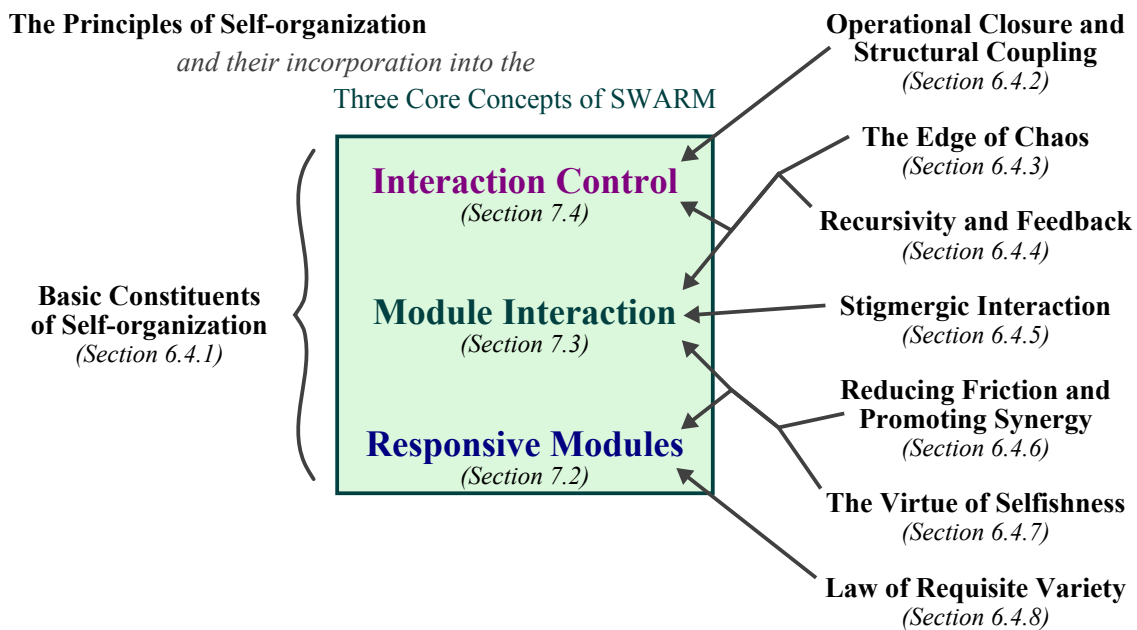 The Principles of Self-organization
and their incorporation into the
Three Core Concepts of SWARM
Basic Constituents
of Self-organization
(Section 6.4.1)
Interaction Control
(Section 7.4)
Module Interaction
(Section 7.3)
Responsive Modules
(Section 7.2)
Operational Closure and
Structural Coupling
(Section 6.4.2)
The Edge of Chaos
(Section 6.4.3)
Recursivity and Feedback
(Section 6.4.4)
Stigmergic Interaction
(Section 6.4.5)
Reducing Friction and
Promoting Synergy
(Section 6.4.6)
The Virtue of Selfishness
(Section 6.4.7)
Law of Requisite Variety
(Section 6.4.8)